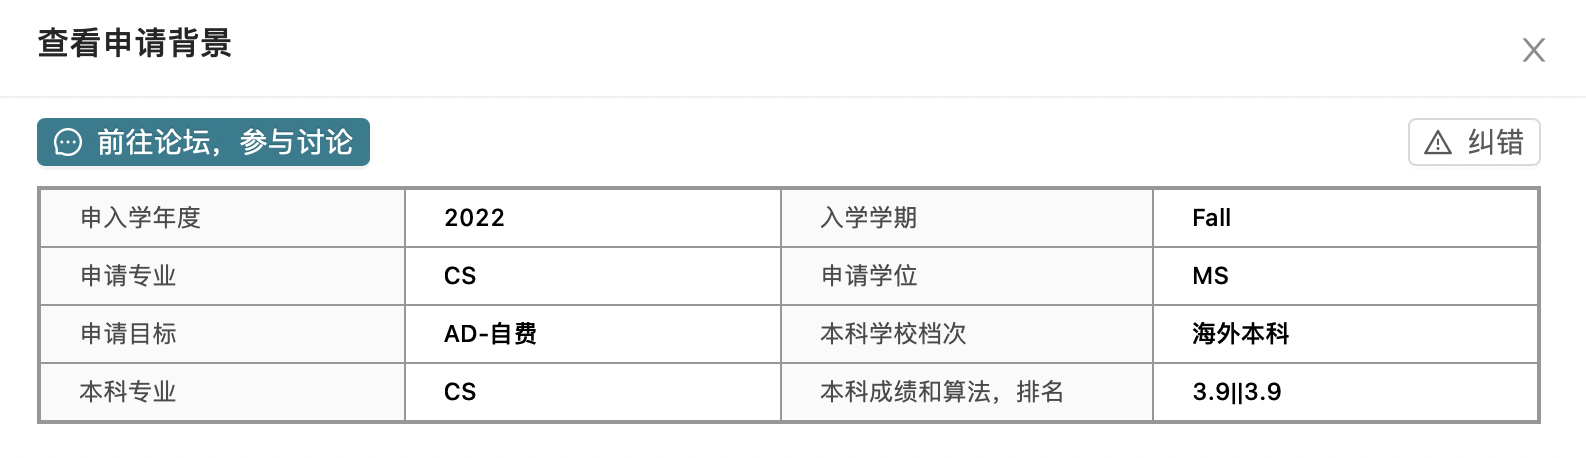 查看申请背景
前往论坛，参与讨论
纠错
申入学年度 2022 入学学期 Fall
申请专业 CS 申请学位 MS
申请目标 AD-自费 本科学校档次 海外本科
本科专业 CS 本科成绩和算法，排名 3.9||3.9